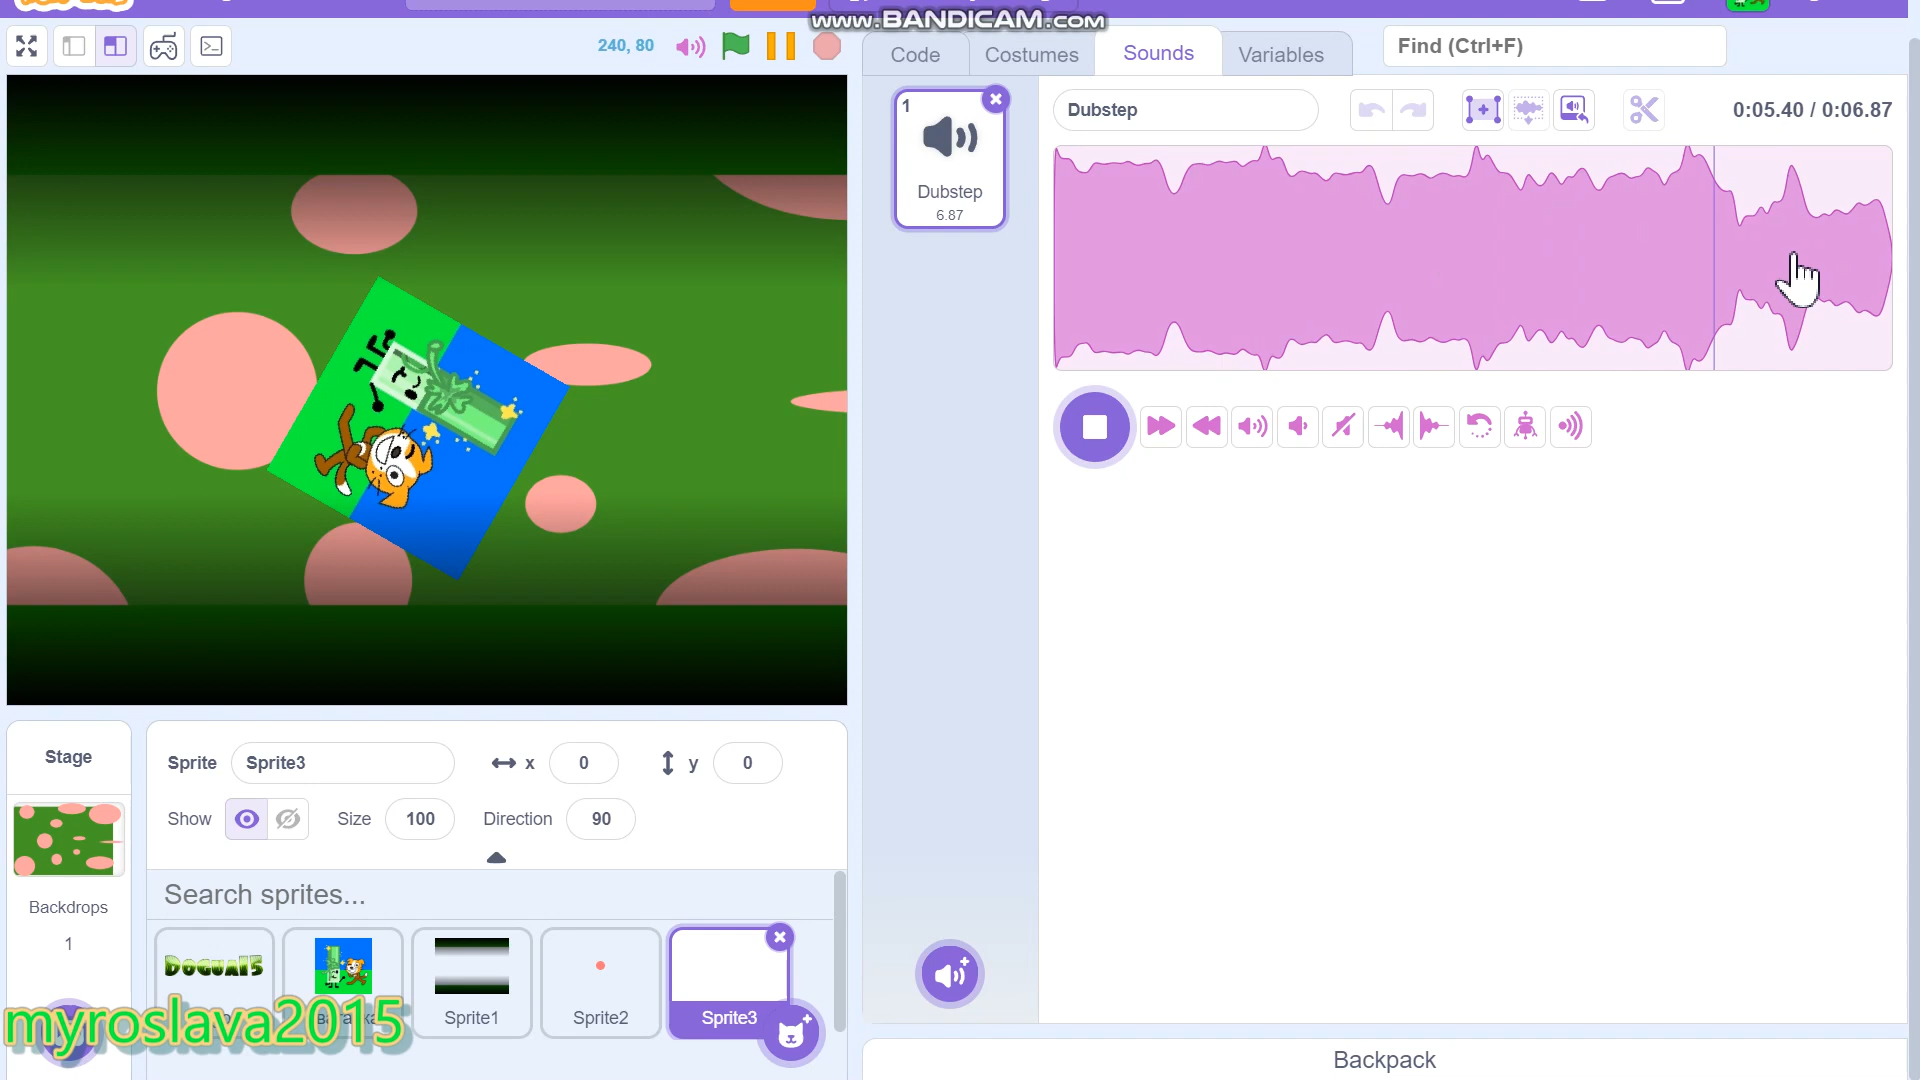 www.BANDICAM.com
240, 80
Code
Costumes
Sounds
Variables
Find (Ctrl+F)
1
Dubstep
6.87
Dubstep
0:05.40 / 0:06.87
Stage
Backdrops
1
Sprite
Sprite3
x
0
y
0
Show
Size
100
Direction
90
Search sprites...
DOGUA15
Sprite1
Sprite2
Sprite3
myroslava2015
Backpack